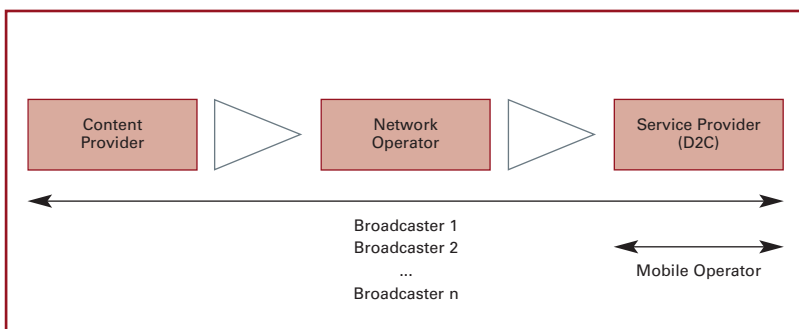 Content
Provider
Network
Operator
Service Provider
(D2C)
Broadcaster 1
Broadcaster 2
...
Broadcaster n
Mobile Operator